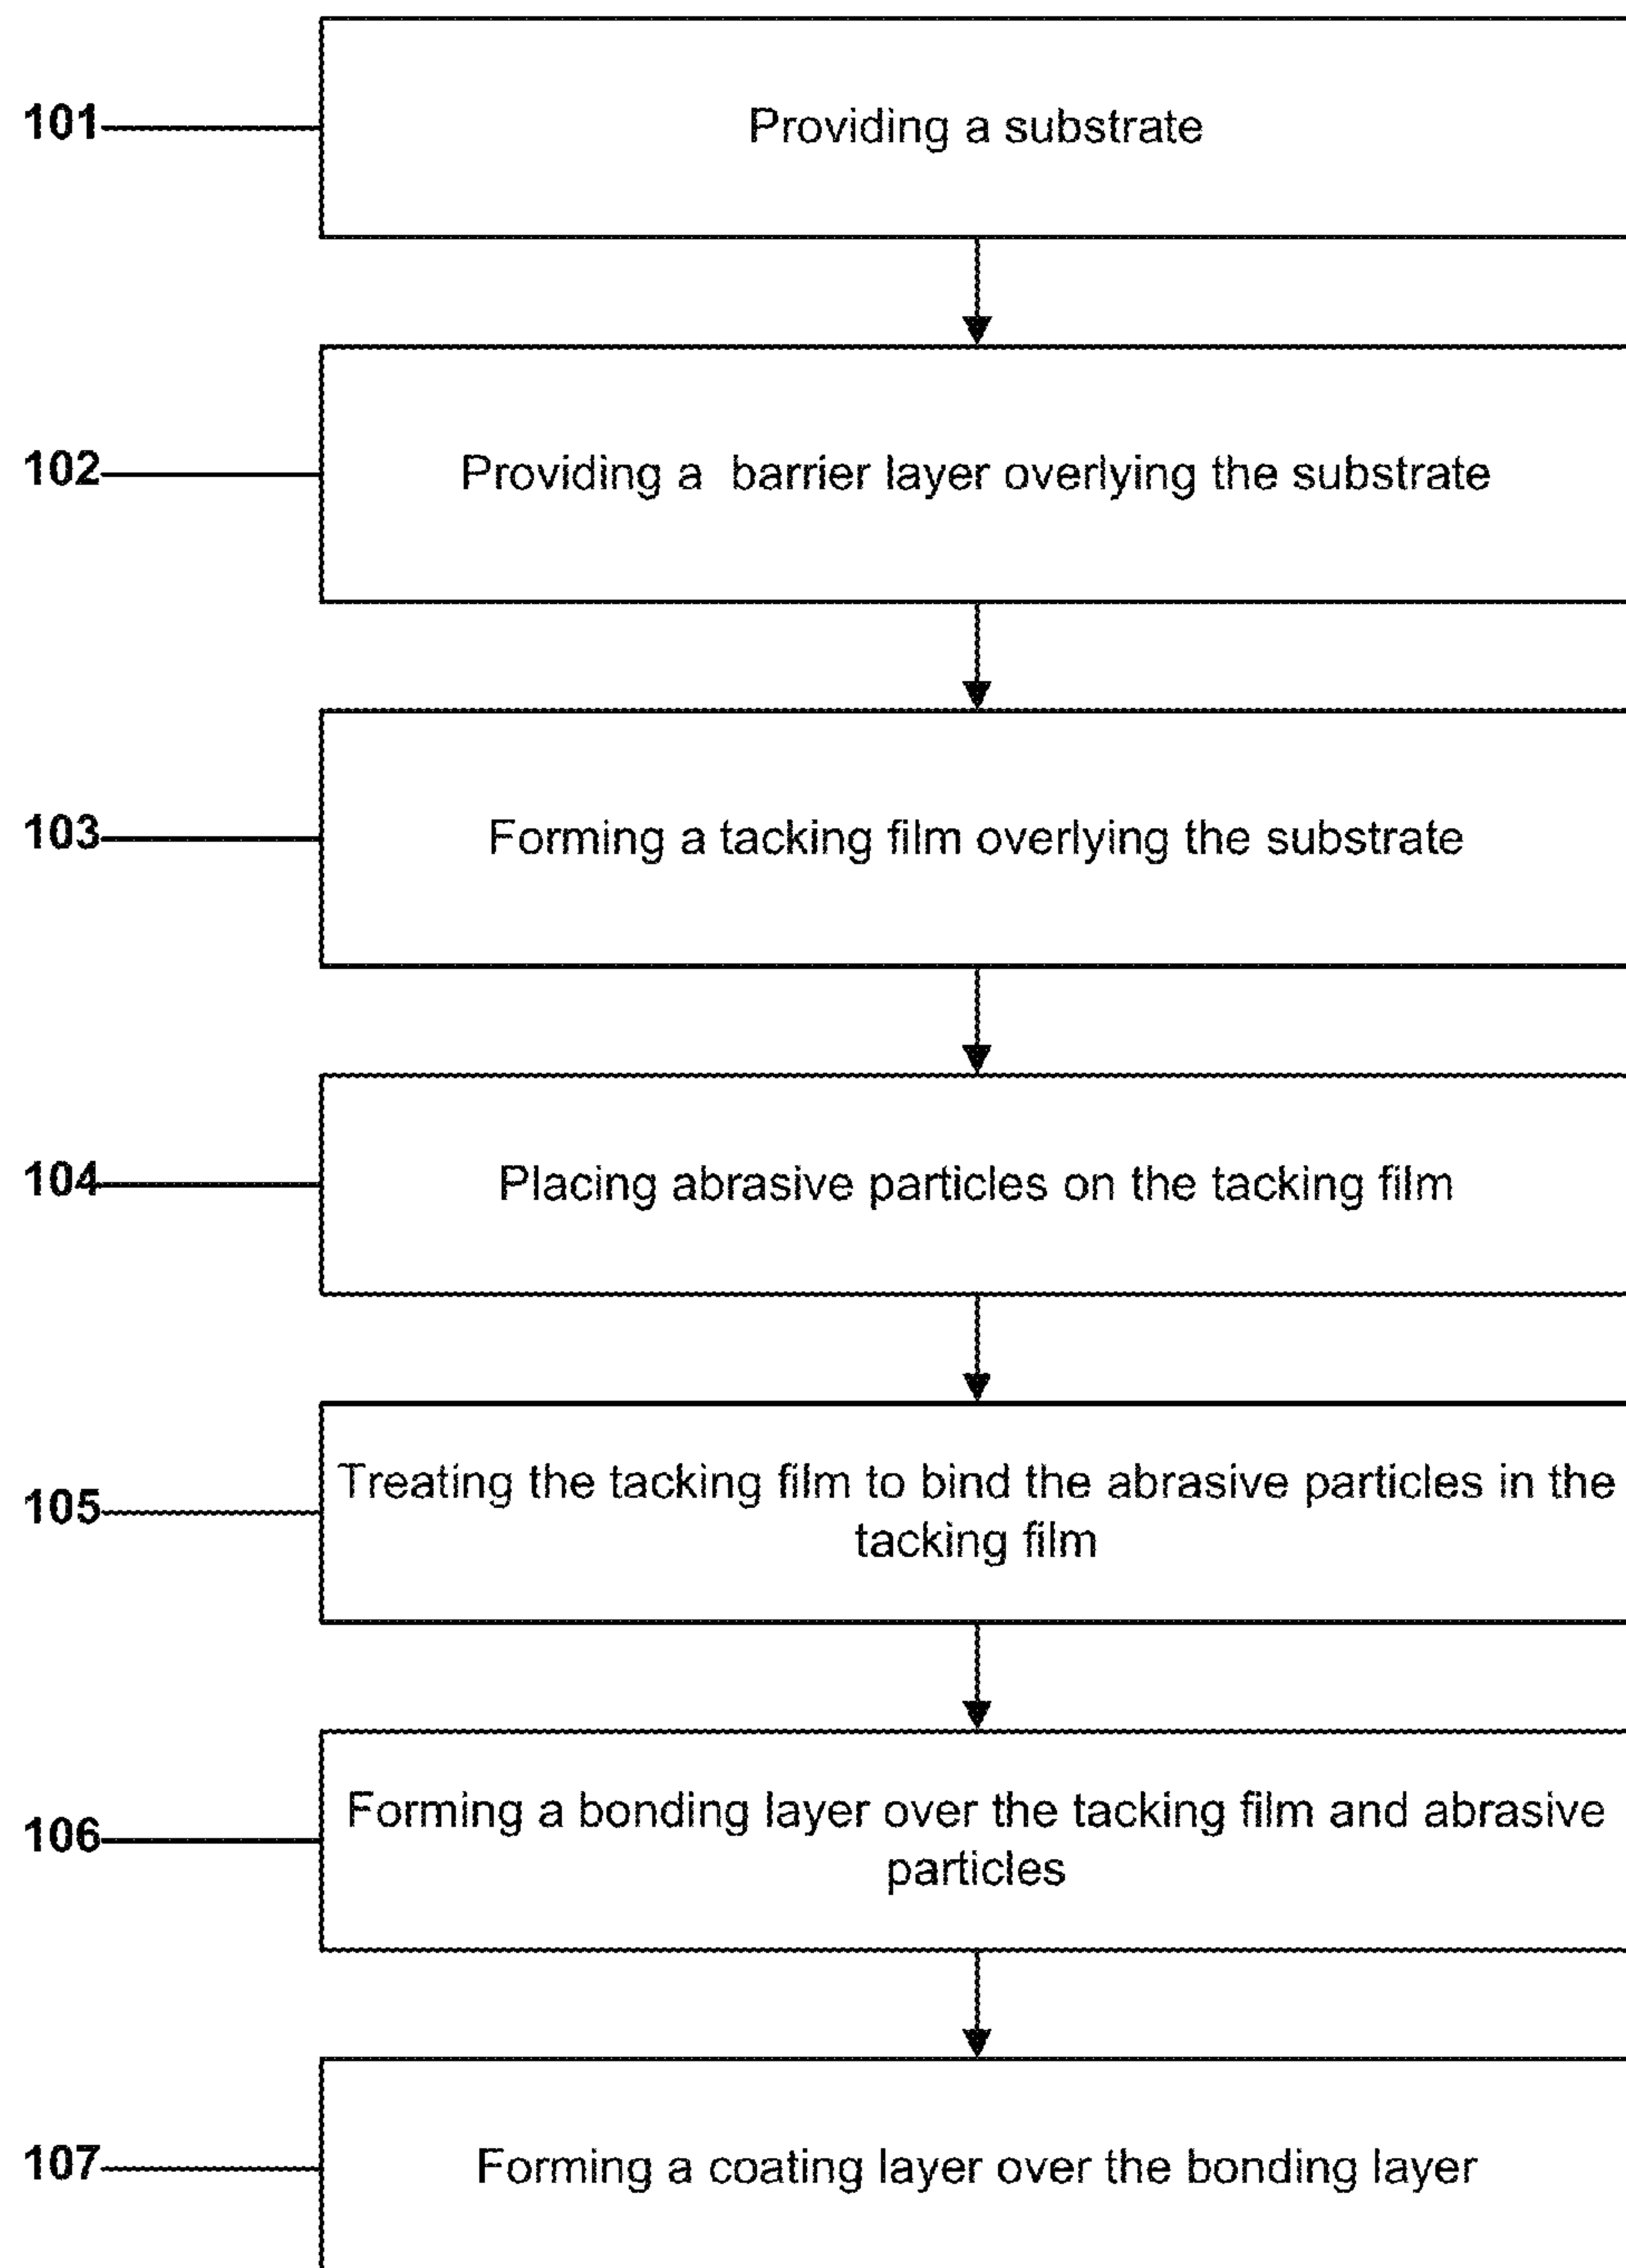 101
Providing a substrate
102
Providing a barrier layer overlying the substrate
103
Forming a tacking film overlying the substrate
104
Placing abrasive particles on the tacking film
105
Treating the tacking film to bind the abrasive particles in the
tacking film
106
Forming a bonding layer over the tacking film and abrasive
particles
107
Forming a coating layer over the bonding layer